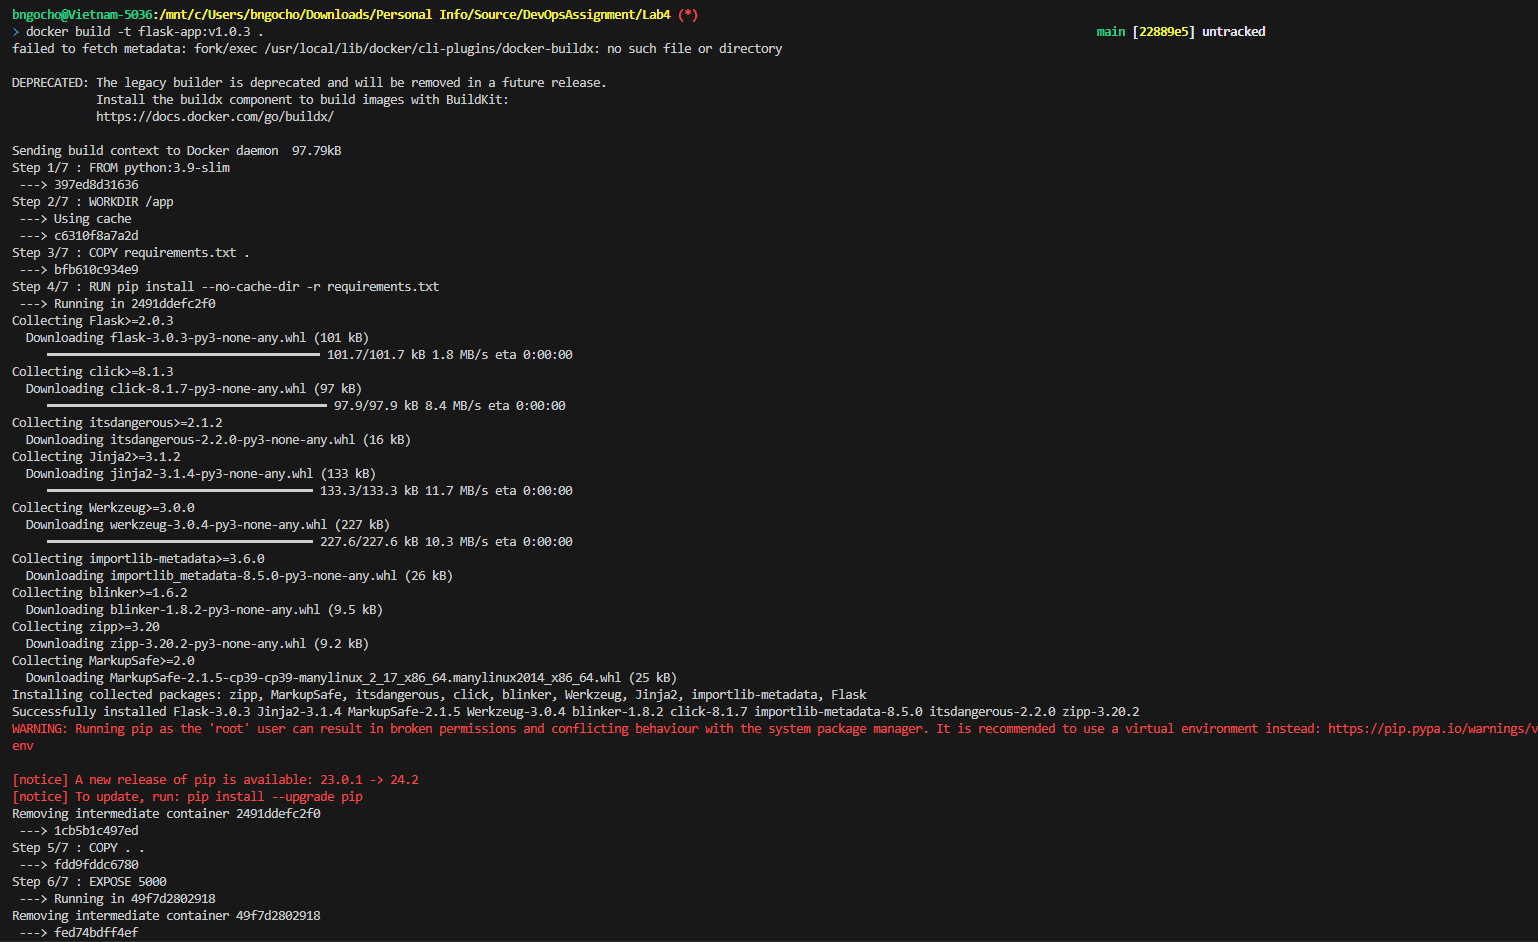 bngocho@Vietnam-5036:/mnt/c/Users/bngocho/Downloads/Personal Info/Source/DevOpsAssignment/Lab4 (*)
> docker build -t flask-app:v1.0.3 . main [22889e5] untracked
failed to fetch metadata: fork/exec /usr/local/lib/docker/cli-plugins/docker-buildx: no such file or directory
DEPRECATED: The legacy builder is deprecated and will be removed in a future release.
Install the buildx component to build images with BuildKit:
https://docs.docker.com/go/buildx/
Sending build context to Docker daemon  97.79kB
Step 1/7 : FROM python:3.9-slim
---> 397ed8d31636
Step 2/7 : WORKDIR /app
---> Using cache
---> c6310f8a7a2d
Step 3/7 : COPY requirements.txt .
---> bfb610c934e9
Step 4/7 : RUN pip install --no-cache-dir -r requirements.txt
---> Running in 2491ddefc2f0
Collecting Flask>=2.0.3
Downloading flask-3.0.3-py3-none-any.whl (101 kB)
101.7/101.7 kB 1.8 MB/s eta 0:00:00
Collecting click>=8.1.3
Downloading click-8.1.7-py3-none-any.whl (97 kB)
97.9/97.9 kB 8.4 MB/s eta 0:00:00
Collecting itsdangerous>=2.1.2
Downloading itsdangerous-2.2.0-py3-none-any.whl (16 kB)
Collecting Jinja2>=3.1.2
Downloading jinja2-3.1.4-py3-none-any.whl (133 kB)
133.3/133.3 kB 11.7 MB/s eta 0:00:00
Collecting Werkzeug>=3.0.0
Downloading werkzeug-3.0.4-py3-none-any.whl (227 kB)
227.6/227.6 kB 10.3 MB/s eta 0:00:00
Collecting importlib-metadata>=3.6.0
Downloading importlib_metadata-8.5.0-py3-none-any.whl (26 kB)
Collecting blinker>=1.6.2
Downloading blinker-1.8.2-py3-none-any.whl (9.5 kB)
Collecting zipp>=3.20
Downloading zipp-3.20.2-py3-none-any.whl (9.2 kB)
Collecting MarkupSafe>=2.0
Downloading MarkupSafe-2.1.5-cp39-cp39-manylinux_2_17_x86_64.manylinux2014_x86_64.whl (25 kB)
Installing collected packages: zipp, MarkupSafe, itsdangerous, click, blinker, Werkzeug, Jinja2, importlib-metadata, Flask
Successfully installed Flask-3.0.3 Jinja2-3.1.4 MarkupSafe-2.1.5 Werkzeug-3.0.4 blinker-1.8.2 click-8.1.7 importlib-metadata-8.5.0 itsdangerous-2.2.0 zipp-3.20.2
WARNING: Running pip as the 'root' user can result in broken permissions and conflicting behaviour with the system package manager. It is recommended to use a virtual environment instead: https://pip.pypa.io/warnings/v
env
[notice] A new release of pip is available: 23.0.1 -> 24.2
[notice] To update, run: pip install --upgrade pip
Removing intermediate container 2491ddefc2f0
---> 1cb5b1c497ed
Step 5/7 : COPY . .
---> fdd9fddc6780
Step 6/7 : EXPOSE 5000
---> Running in 49f7d2802918
Removing intermediate container 49f7d2802918
---> fed74bdff4ef